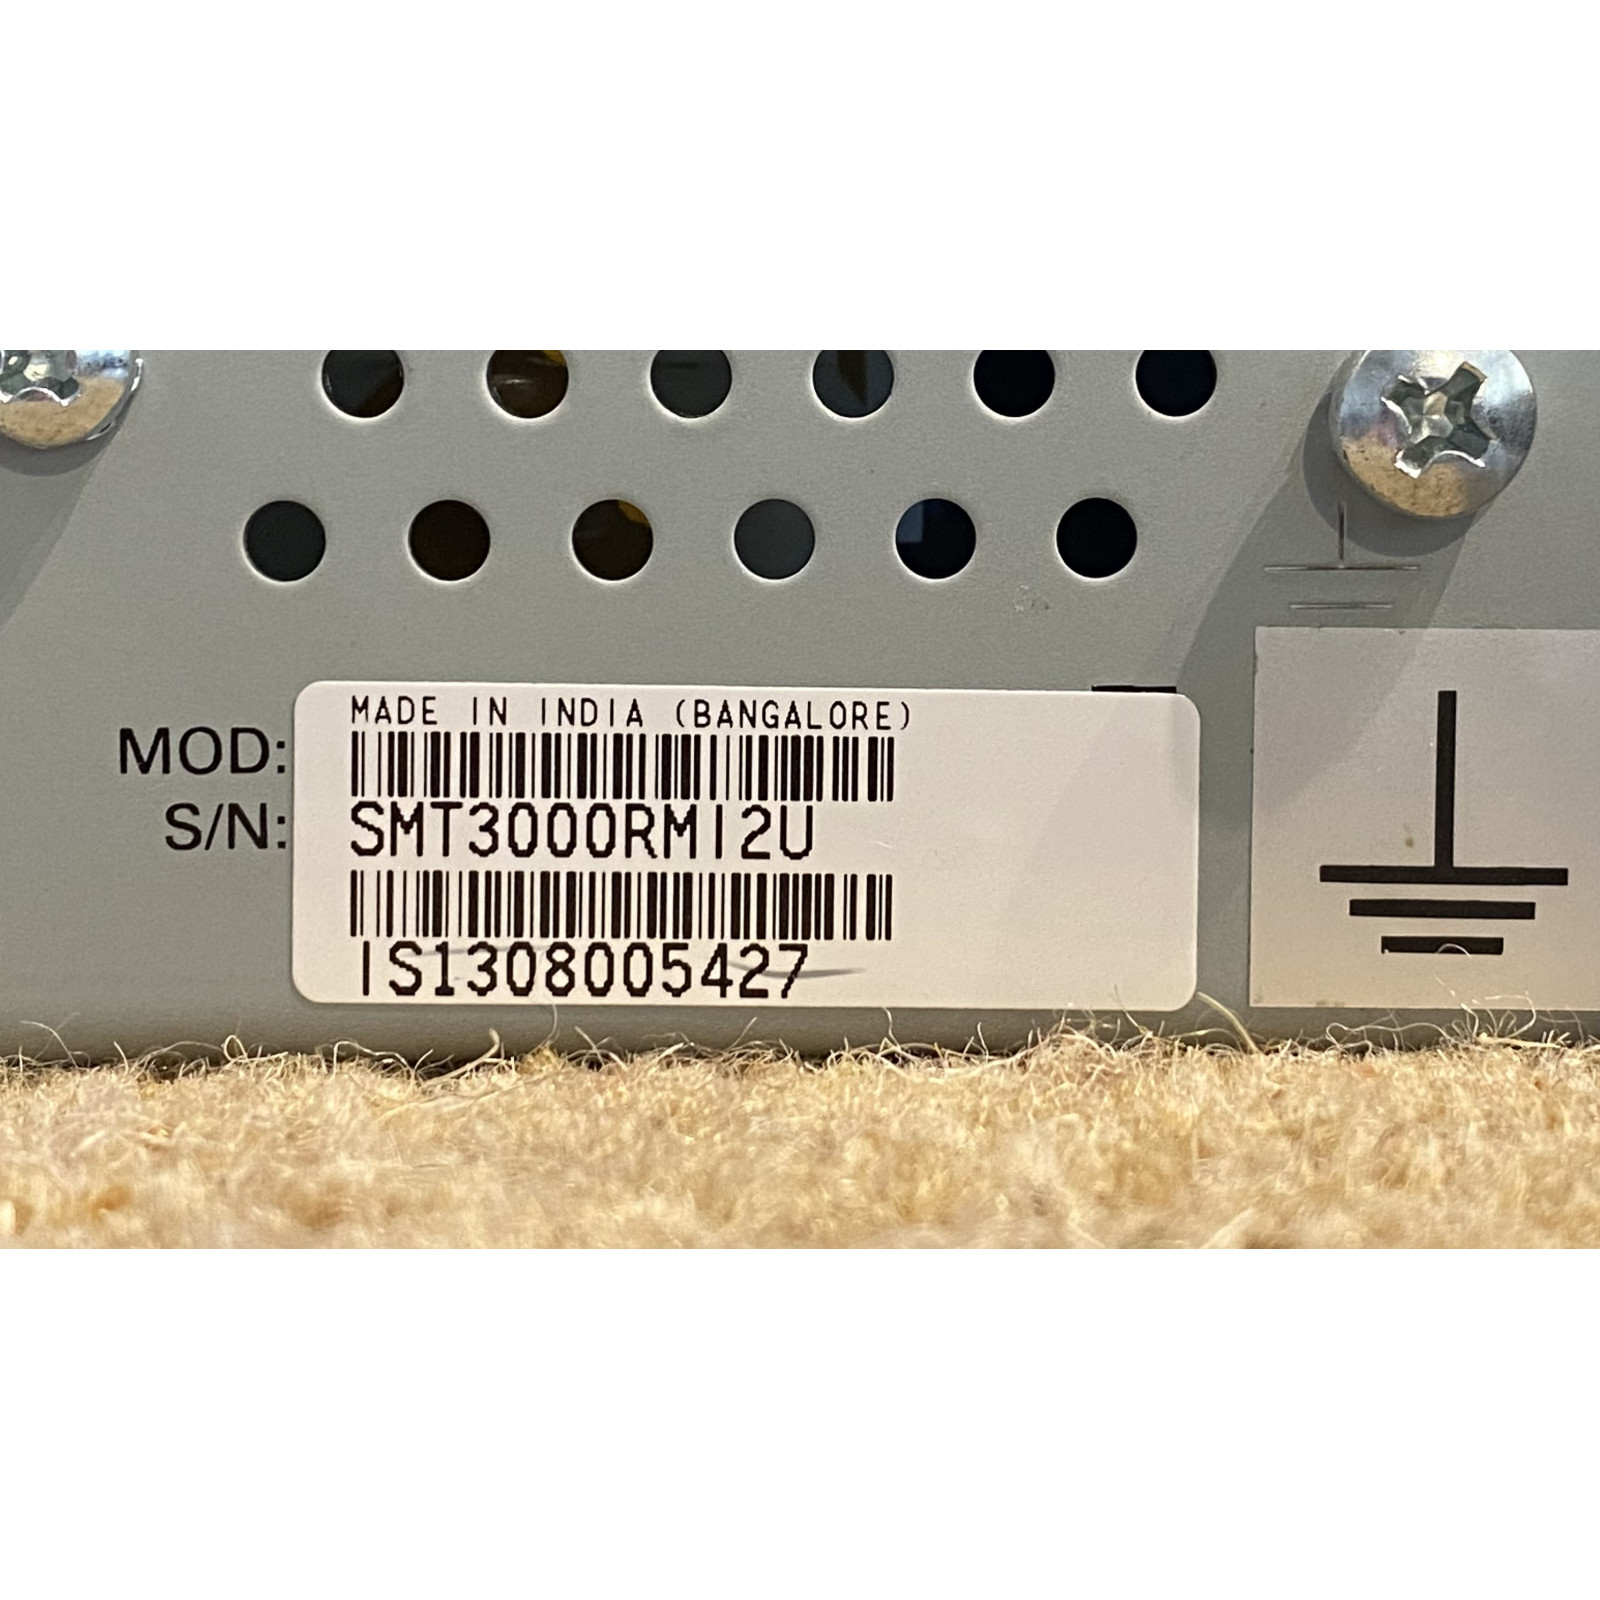 MADE IN INDIA (BANGALORE)
MOD:
SMT3000RMI2U
S/N:
IS1308005427